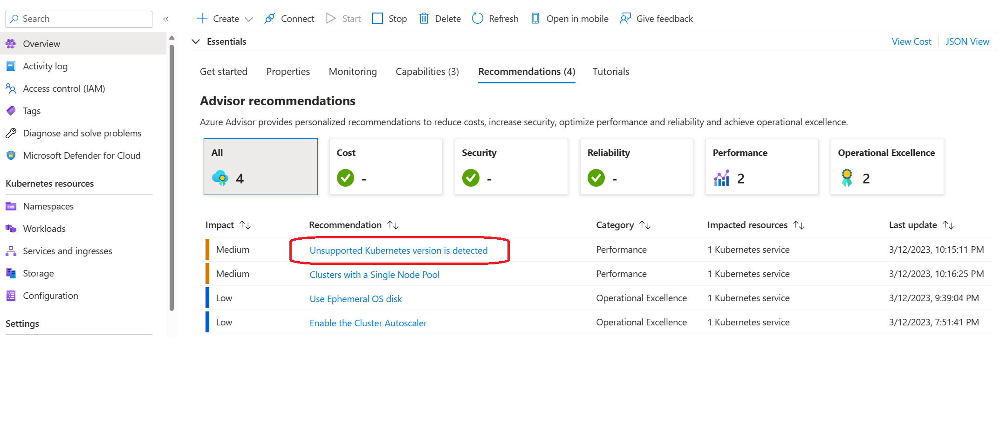 Search
Create
Connect
Start
Stop
Delete
Refresh
Open in mobile
Give feedback
Overview
Activity log
Access control (IAM)
Tags
Diagnose and solve problems
Microsoft Defender for Cloud
Kubernetes resources
Namespaces
Workloads
Services and ingresses
Storage
Configuration
Settings
Essentials
View Cost
JSON View
Get started
Properties
Monitoring
Capabilities (3)
Recommendations (4)
Tutorials
Advisor recommendations
Azure Advisor provides personalized recommendations to reduce costs, increase security, optimize performance and reliability and achieve operational excellence.
All
4
Cost
-
Security
-
Reliability
-
Performance
2
Operational Excellence
2
Impact Recommendation Category Impacted resources Last update
Medium Unsupported Kubernetes version is detected Performance 1 Kubernetes service 3/12/2023, 10:15:11 PM
Medium Clusters with a Single Node Pool Performance 1 Kubernetes service 3/12/2023, 10:16:25 PM
Low Use Ephemeral OS disk Operational Excellence 1 Kubernetes service 3/12/2023, 9:39:04 PM
Low Enable the Cluster Autoscaler Operational Excellence 1 Kubernetes service 3/12/2023, 7:51:41 PM